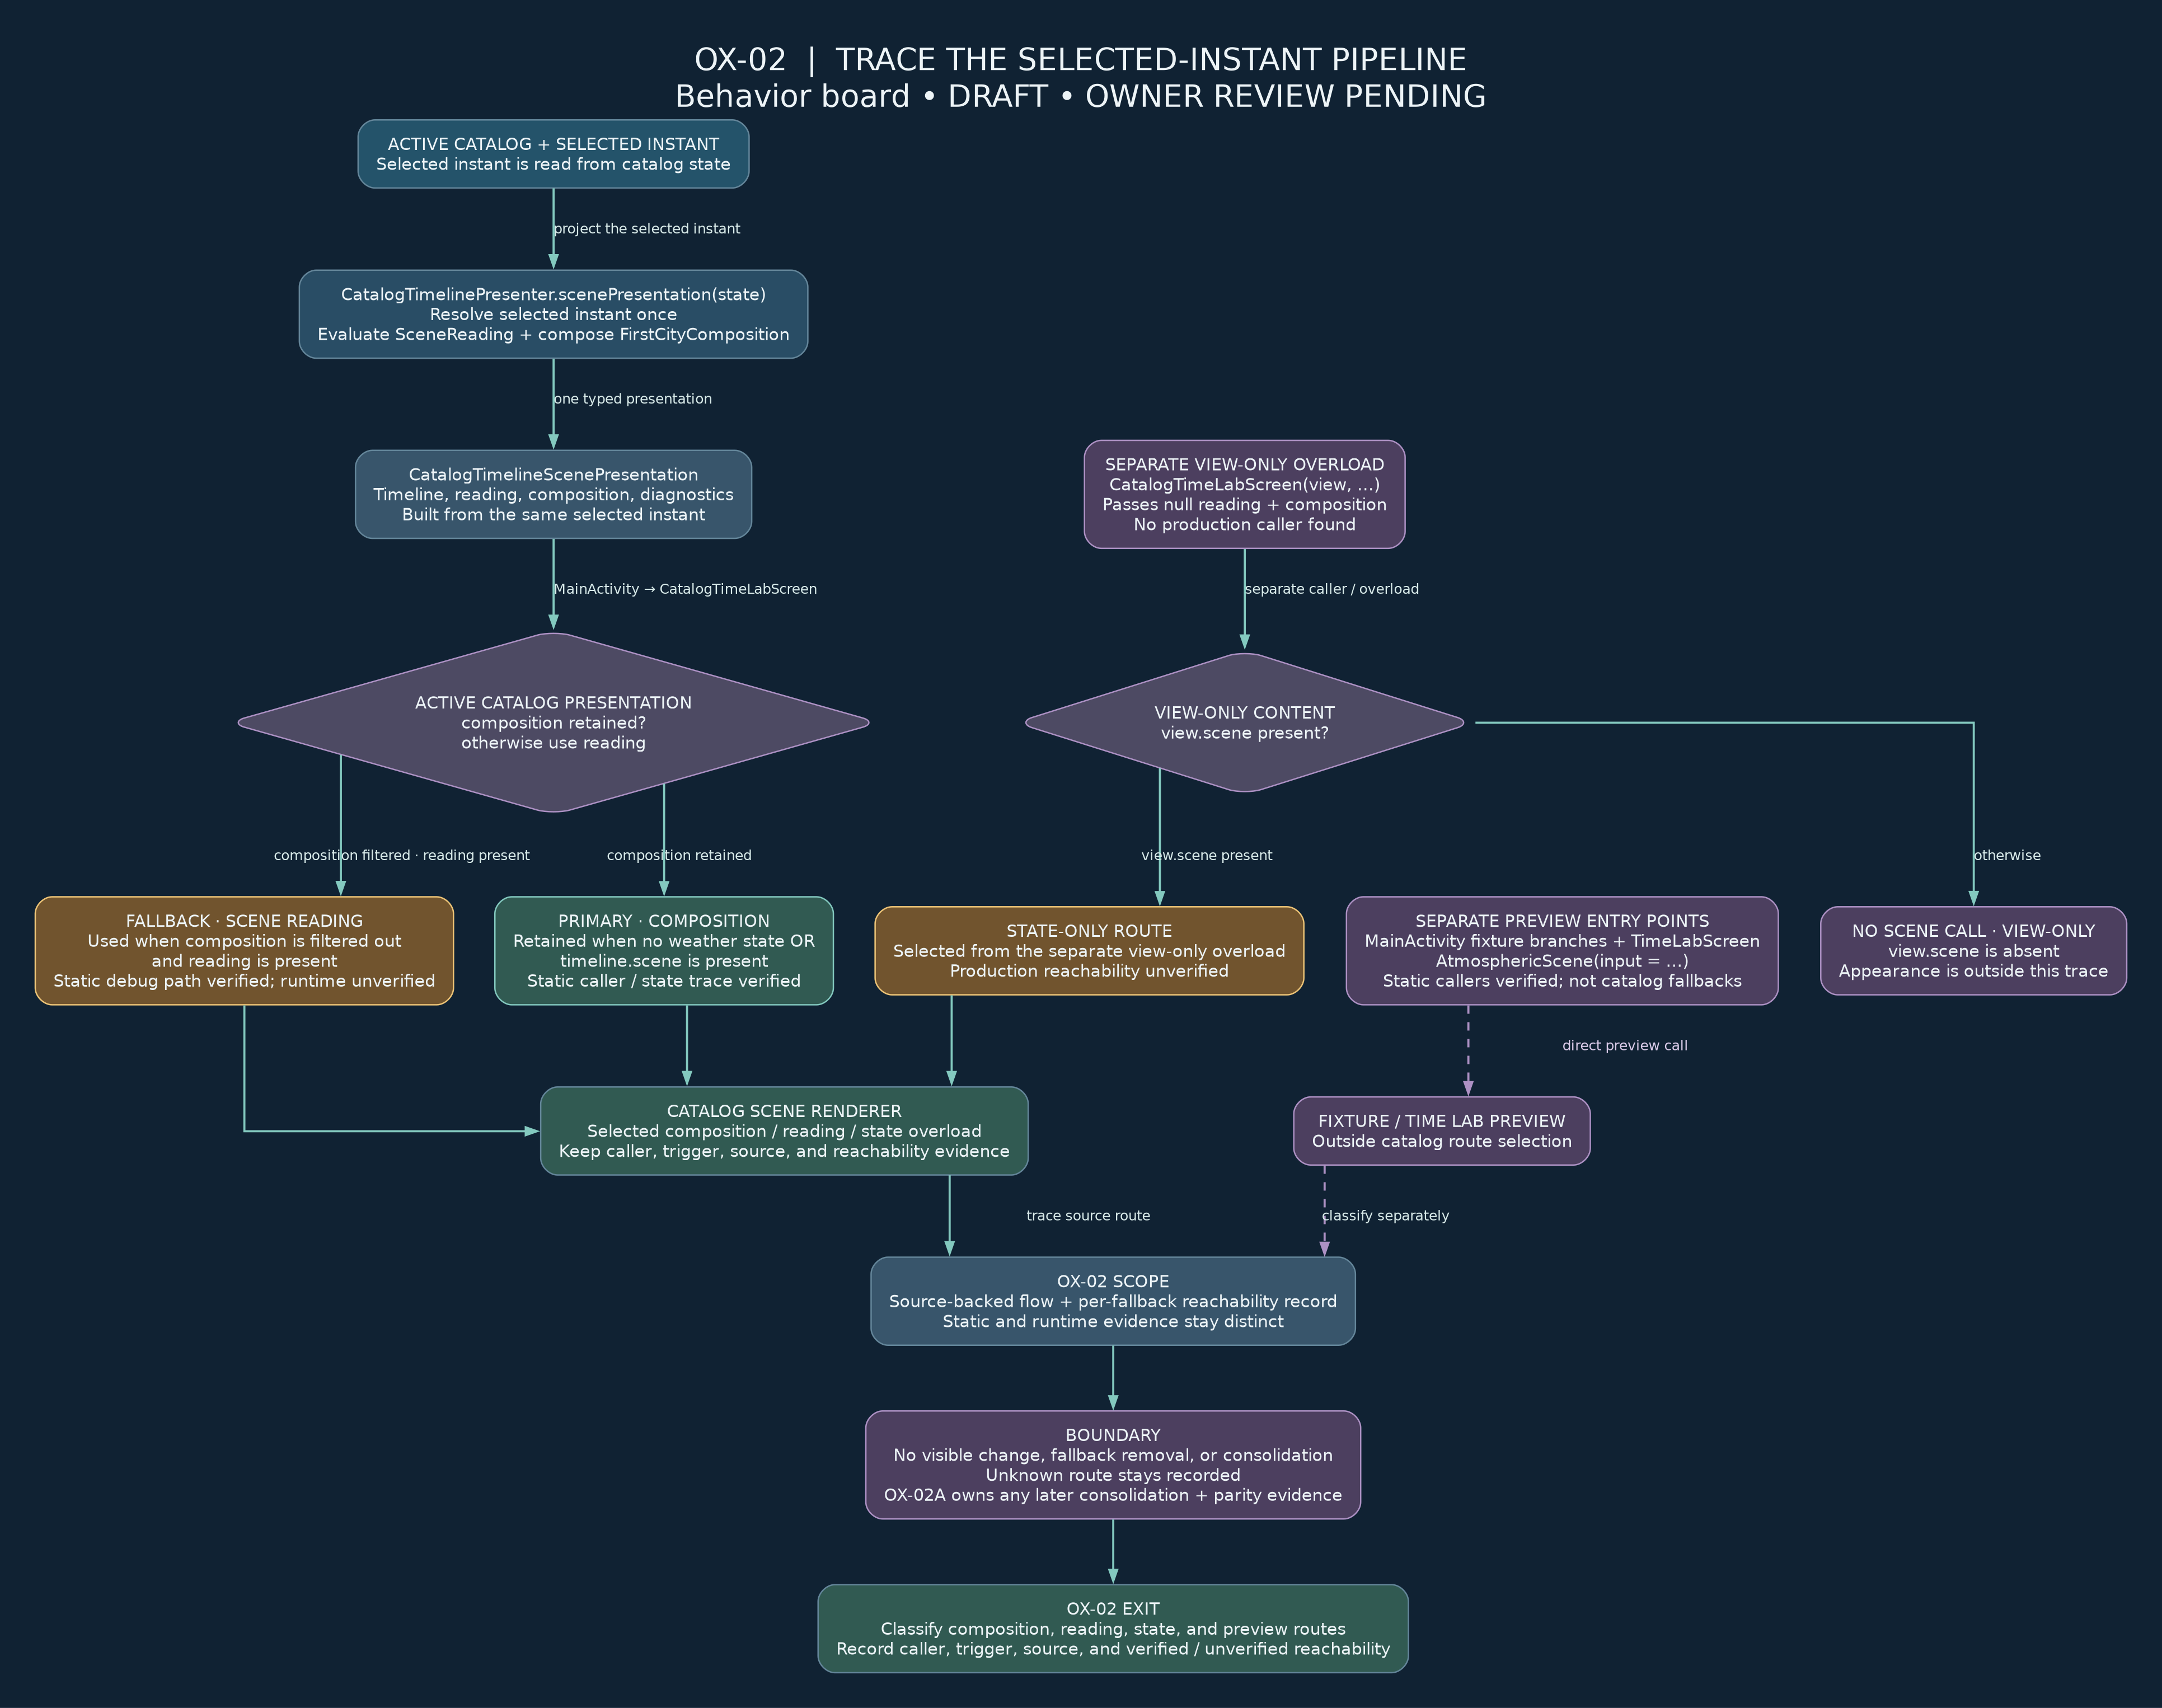 OX-02 | TRACE THE SELECTED-INSTANT PIPELINE
Behavior board • DRAFT • OWNER REVIEW PENDING
ACTIVE CATALOG + SELECTED INSTANT
Selected instant is read from catalog state
project the selected instant
CatalogTimelinePresenter.scenePresentation(state)
Resolve selected instant once
Evaluate SceneReading + compose FirstCityComposition
one typed presentation
CatalogTimelineScenePresentation
Timeline, reading, composition, diagnostics
Built from the same selected instant
SEPARATE VIEW-ONLY OVERLOAD
CatalogTimeLabScreen(view, ...)
Passes null reading + composition
No production caller found
MainActivity → CatalogTimeLabScreen
separate caller / overload
ACTIVE CATALOG PRESENTATION
composition retained?
otherwise use reading
VIEW-ONLY CONTENT
view.scene present?
composition filtered · reading present
composition retained
view.scene present
otherwise
FALLBACK · SCENE READING
Used when composition is filtered out
and reading is present
Static debug path verified; runtime unverified
PRIMARY · COMPOSITION
Retained when no weather state OR
timeline.scene is present
Static caller / state trace verified
STATE-ONLY ROUTE
Selected from the separate view-only overload
Production reachability unverified
SEPARATE PREVIEW ENTRY POINTS
MainActivity fixture branches + TimeLabScreen
AtmosphericScene(input = ...)
Static callers verified; not catalog fallbacks
NO SCENE CALL · VIEW-ONLY
view.scene is absent
Appearance is outside this trace
direct preview call
CATALOG SCENE RENDERER
Selected composition / reading / state overload
Keep caller, trigger, source, and reachability evidence
FIXTURE / TIME LAB PREVIEW
Outside catalog route selection
trace source route
classify separately
OX-02 SCOPE
Source-backed flow + per-fallback reachability record
Static and runtime evidence stay distinct
BOUNDARY
No visible change, fallback removal, or consolidation
Unknown route stays recorded
OX-02A owns any later consolidation + parity evidence
OX-02 EXIT
Classify composition, reading, state, and preview routes
Record caller, trigger, source, and verified / unverified reachability